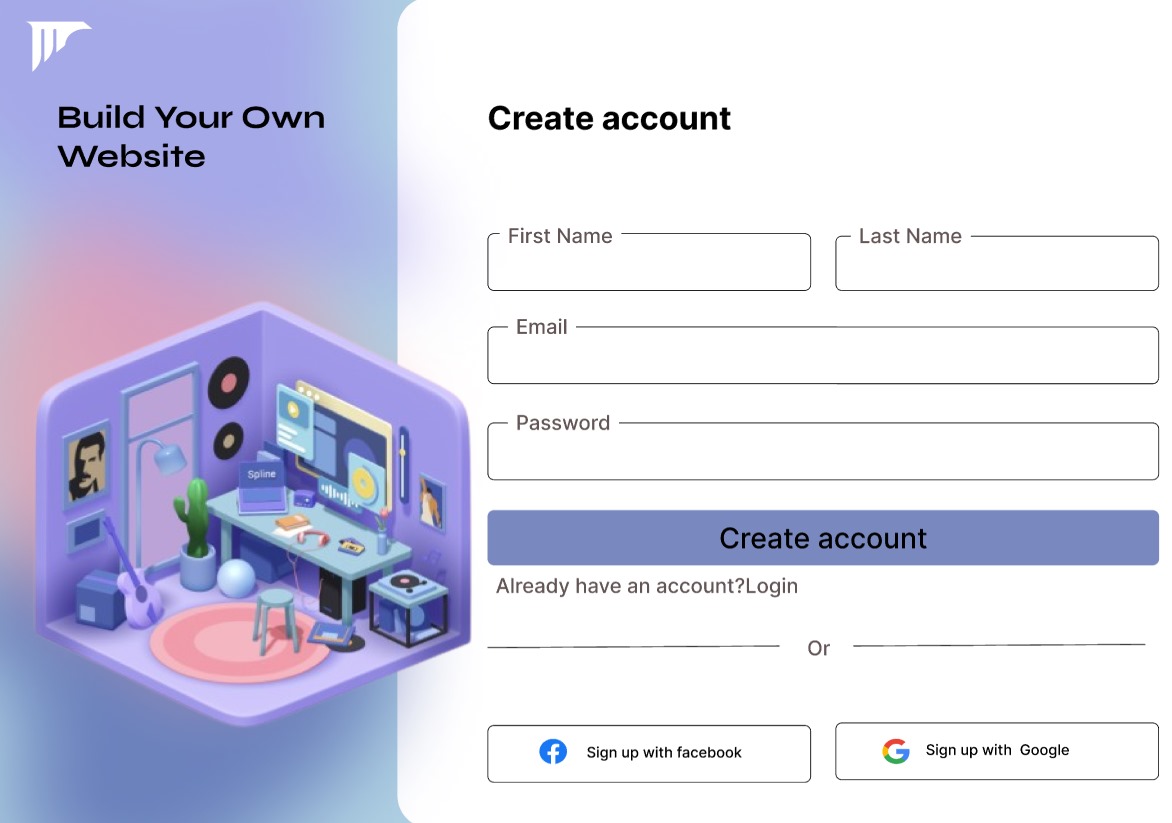 Build Your Own
Website
Create account
First Name
Last Name
Email
Password
Spline
Create account
Already have an account?Login
Or
Sign up with facebook
Sign up with  Google